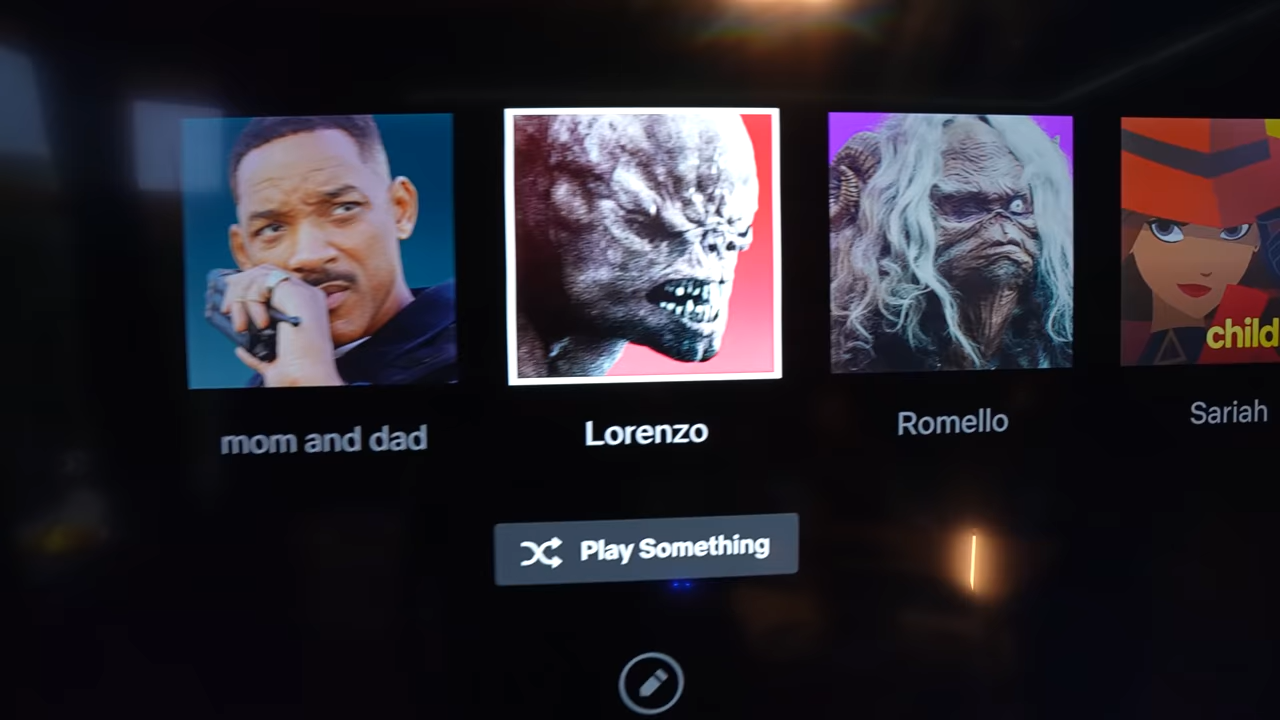 mom and dad
Lorenzo
Romello
Sariah
child
Play Something